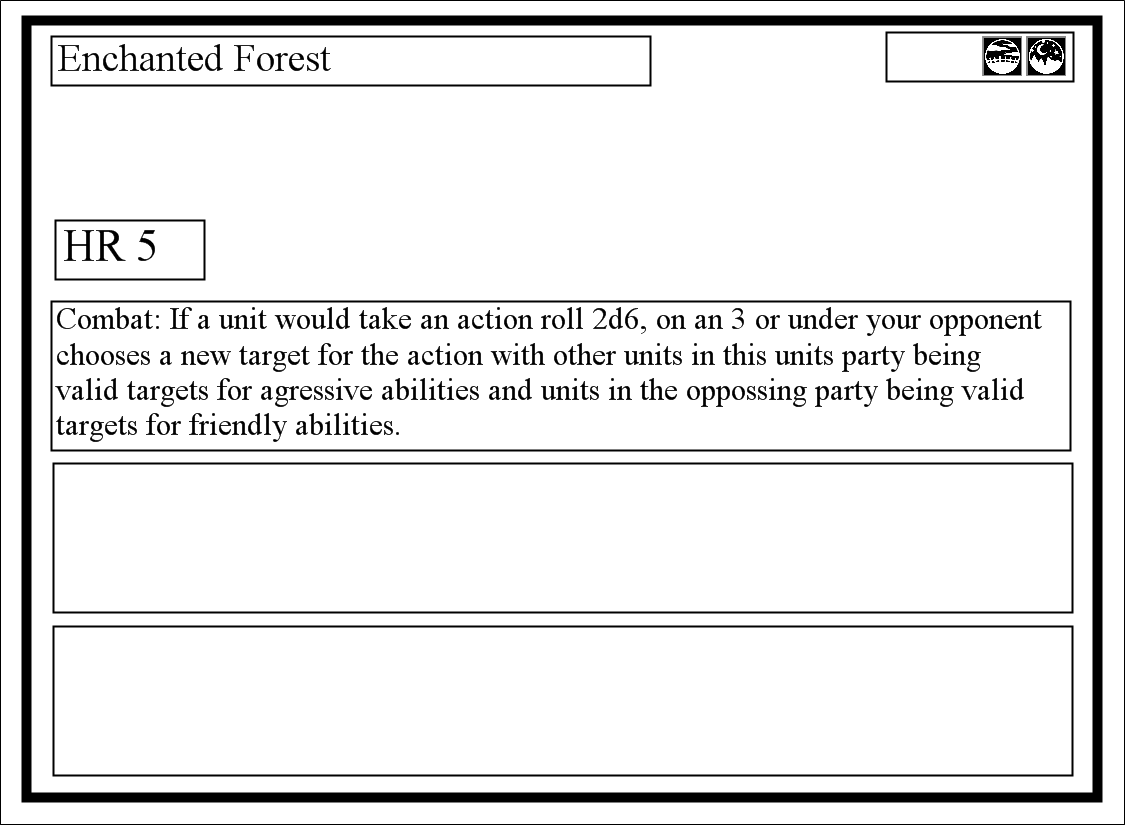 Enchanted Forest
HR 5
Combat: If a unit would take an action roll 2d6, on an 3 or under your opponent
chooses a new target for the action with other units in this units party being
valid targets for agressive abilities and units in the oppossing party being valid
targets for friendly abilities.